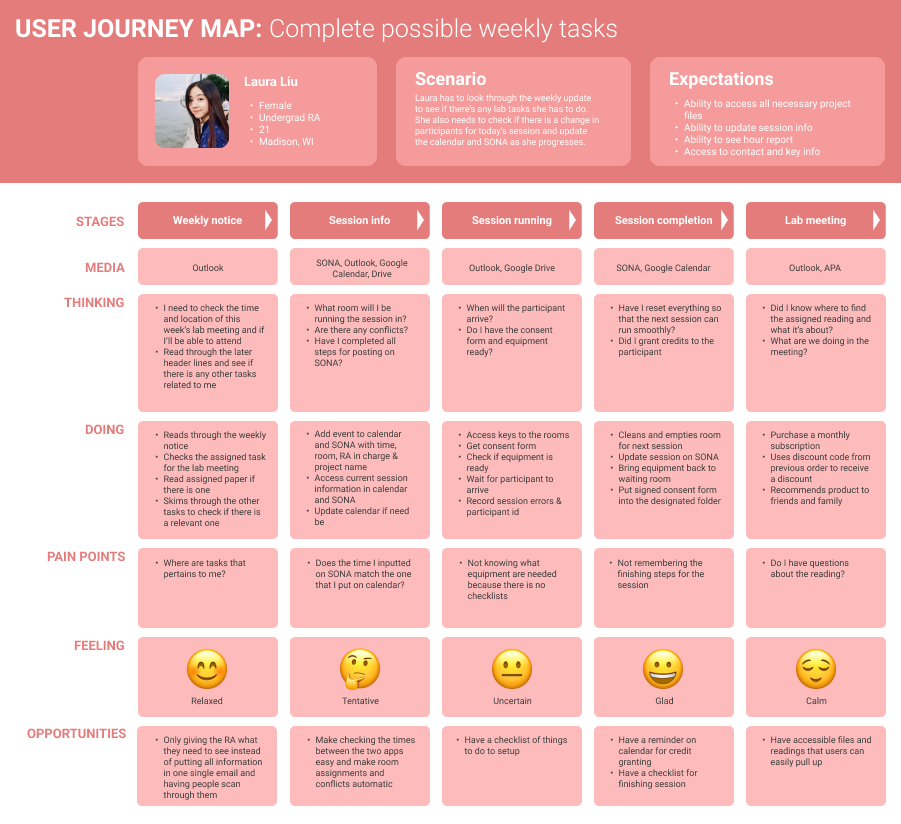 USER JOURNEY MAP: Complete possible weekly tasks
Laura Liu
• Female
• Undergrad RA
• 21
• Madison, WI
Scenario
Laura has to look through the weekly update
to see if there's any lab tasks she has to do.
She also needs to check if there is a change in
participants for today's session and update
the calendar and SONA as she progresses.
Expectations
• Ability to access all necessary project
files
• Ability to update session info
• Ability to see hour report
• Access to contact and key info
STAGES
Weekly notice
Session info
Session running
Session completion
Lab meeting
MEDIA
Outlook
SONA, Outlook, Google
Calendar, Drive
Outlook, Google Drive
SONA, Google Calendar
Outlook, APA
THINKING
• I need to check the time
and location of this
week's lab meeting and if
I'll be able to attend
• Read through the later
header lines and see if
there is any other tasks
related to me
• What room will I be
running the session in?
• Are there any conflicts?
• Have I completed all
steps for posting on
SONA?
• When will the participant
arrive?
• Do I have the consent
form and equipment
ready?
• Have I reset everything so
that the next session can
run smoothly?
• Did I grant credits to the
participant
• Did I know where to find
the assigned reading and
what it's about?
• What are we doing in the
meeting?
DOING
• Reads through the weekly
notice
• Checks the assigned task
for the lab meeting
• Read assigned paper if
there is one
• Skims through the other
tasks to check if there is
a relevant one
• Add event to calendar
and SONA with time,
room, RA in charge &
project name
• Access current session
information in calendar
and SONA
• Update calendar if need
be
• Access keys to the rooms
• Get consent form
• Check if equipment is
ready
• Wait for participant to
arrive
• Record session errors &
participant id
• Cleans and empties room
for next session
• Update session on SONA
• Bring equipment back to
waiting room
• Put signed consent form
into the designated folder
• Purchase a monthly
subscription
• Uses discount code from
previous order to receive
a discount
• Recommends product to
friends and family
PAIN POINTS
• Where are tasks that
pertains to me?
• Does the time I inputted
on SONA match the one
that I put on calendar?
• Not knowing what
equipment are needed
because there is no
checklists
• Not remembering the
finishing steps for the
session
• Do I have questions
about the reading?
FEELING
Relaxed
Tentative
Uncertain
Glad
Calm
OPPORTUNITIES
• Only giving the RA what
they need to see instead
of putting all information
in one single email and
having people scan
through them
• Make checking the times
between the two apps
easy and make room
assignments and
conflicts automatic
• Have a checklist of things
to do to setup
• Have a reminder on
calendar for credit
granting
• Have a checklist for
finishing session
• Have accessible files and
readings that users can
easily pull up